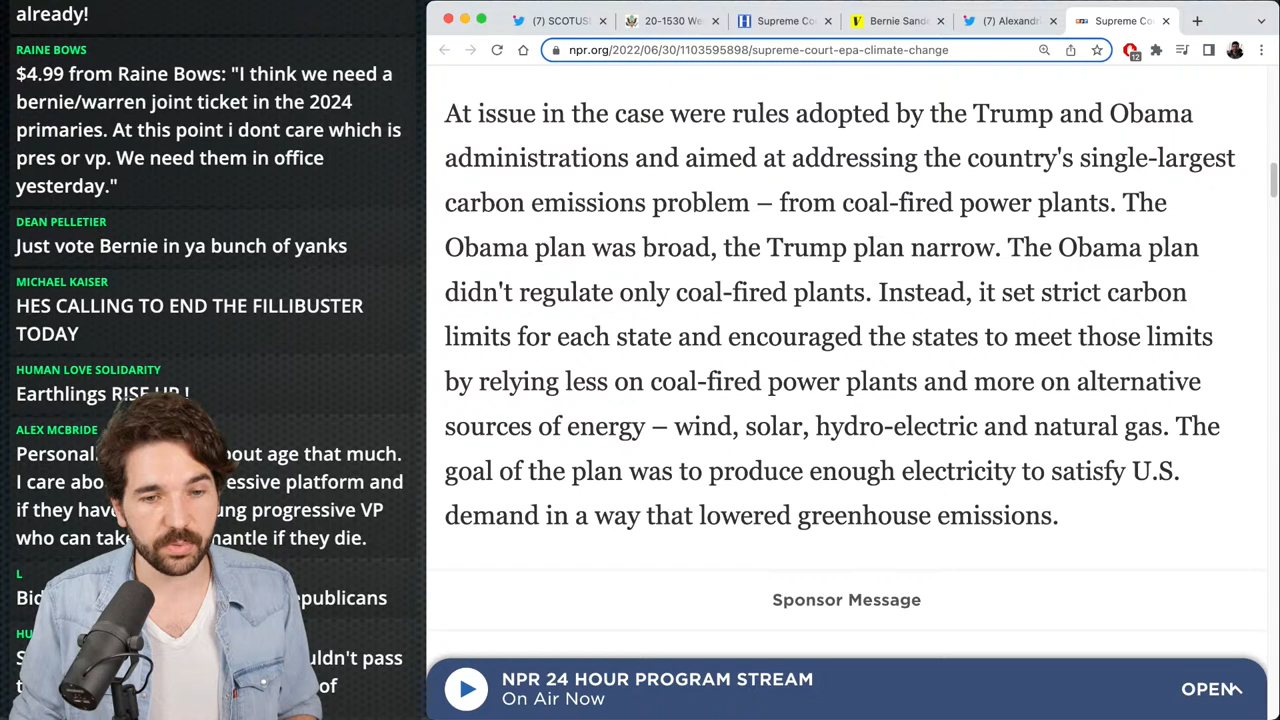 already!
RAINE BOWS
$4.99 from Raine Bows: "I think we need a
bernie/warren joint ticket in the 2024
primaries. At this point i dont care which is
pres or vp. We need them in office
yesterday."
DEAN PELLETIER
Just vote Bernie in ya bunch of yanks
MICHAEL KAISER
HES CALLING TO END THE FILLIBUSTER
TODAY
HUMAN LOVE SOLIDARITY
Earthlings RISE UP !
ALEX MCBRIDE
out age that much.
I care
essive platform and
if they have
ng progressive VP
who can take
mantle if they die.
L
epublicans
uldn't pass
of
(7) SCOTUS
20-1530 We
Supreme Co
Bernie Sand
(7) Alexandri
Supreme Co
npr.org/2022/06/30/1103595898/supreme-court-epa-climate-change
12
At issue in the case were rules adopted by the Trump and Obama
administrations and aimed at addressing the country's single-largest
carbon emissions problem – from coal-fired power plants. The
Obama plan was broad, the Trump plan narrow. The Obama plan
didn't regulate only coal-fired plants. Instead, it set strict carbon
limits for each state and encouraged the states to meet those limits
by relying less on coal-fired power plants and more on alternative
sources of energy – wind, solar, hydro-electric and natural gas. The
goal of the plan was to produce enough electricity to satisfy U.S.
demand in a way that lowered greenhouse emissions.
Sponsor Message
NPR 24 HOUR PROGRAM STREAM
On Air Now
OPEN